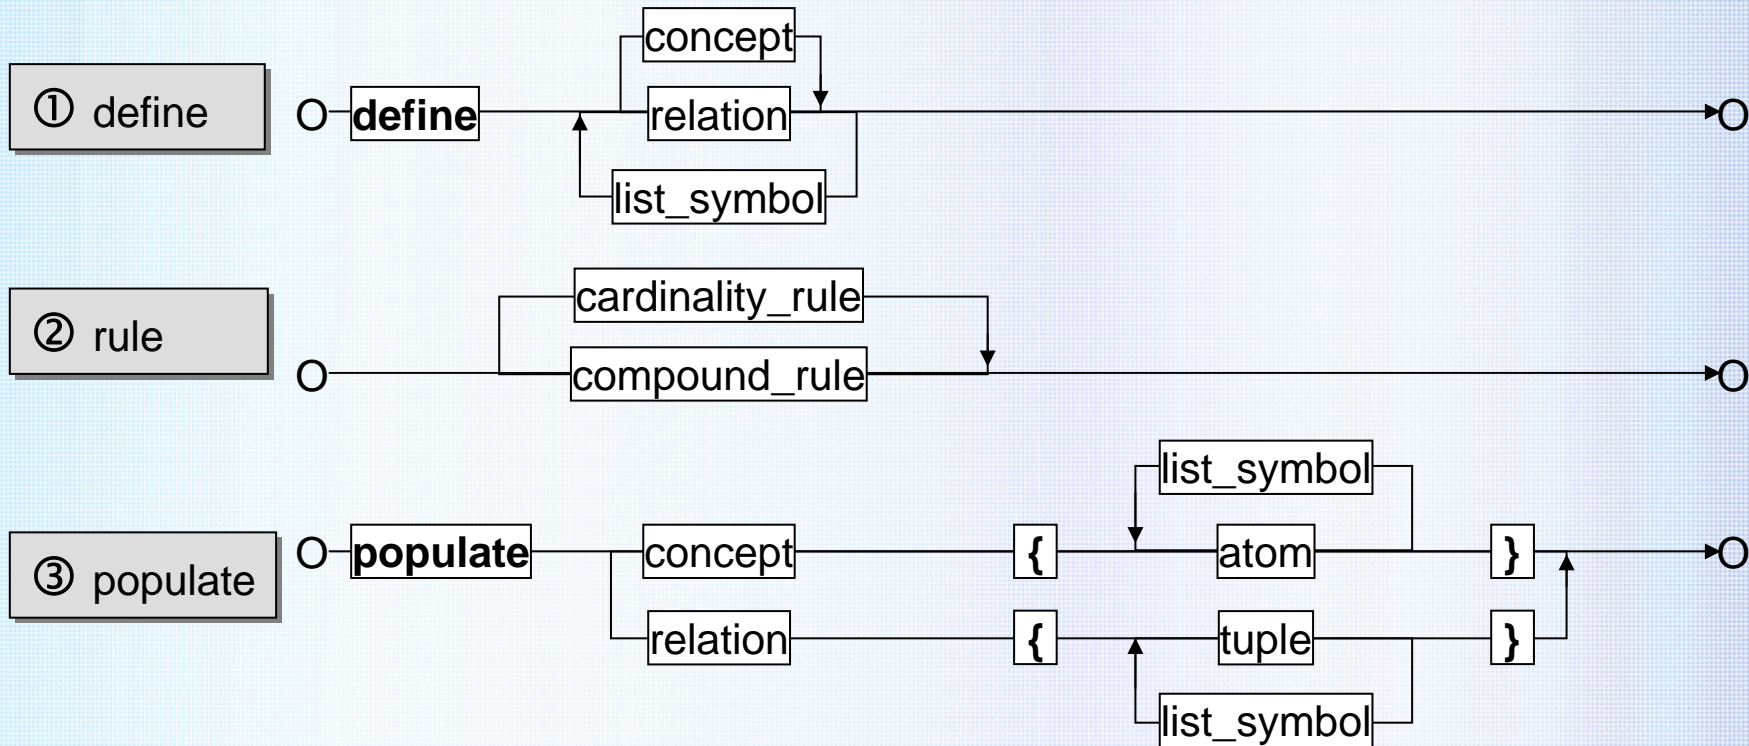 concept
① define
O define relation O
list_symbol
cardinality_rule
② rule
O compound_rule O
list_symbol
O populate concept { atom } O
③ populate
relation { tuple }
list_symbol